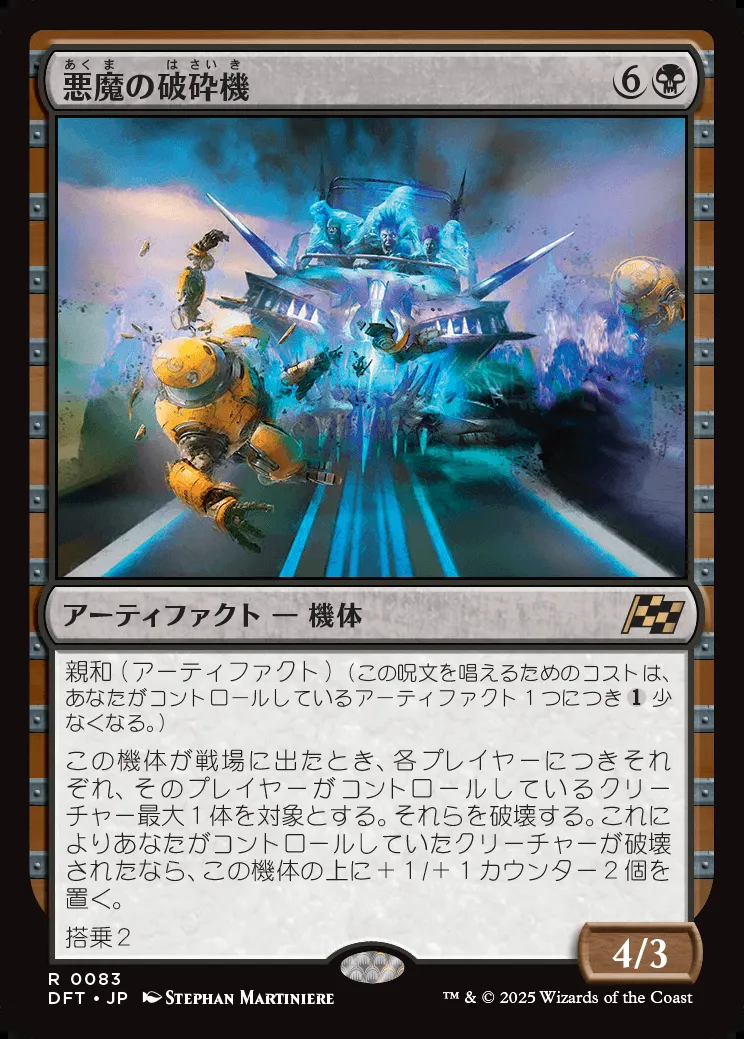 あくま はさいき
悪魔の破砕機
6
アーティファクト — 機体
親和（アーティファクト）（この呪文を唱えるためのコストは、
あなたがコントロールしているアーティファクト１つにつき 1 少
なくなる。）
この機体が戦場に出たとき、各プレイヤーにつきそれ
ぞれ、そのプレイヤーがコントロールしているクリー
チャー最大１体を対象とする。それらを破壊する。これに
よりあなたがコントロールしていたクリーチャーが破壊
されたなら、この機体の上に＋１/＋１カウンター２個を
置く。
搭乗２
4/3
R 0083
DFT • JP Stephan Martiniere
™ & © 2025 Wizards of the Coast